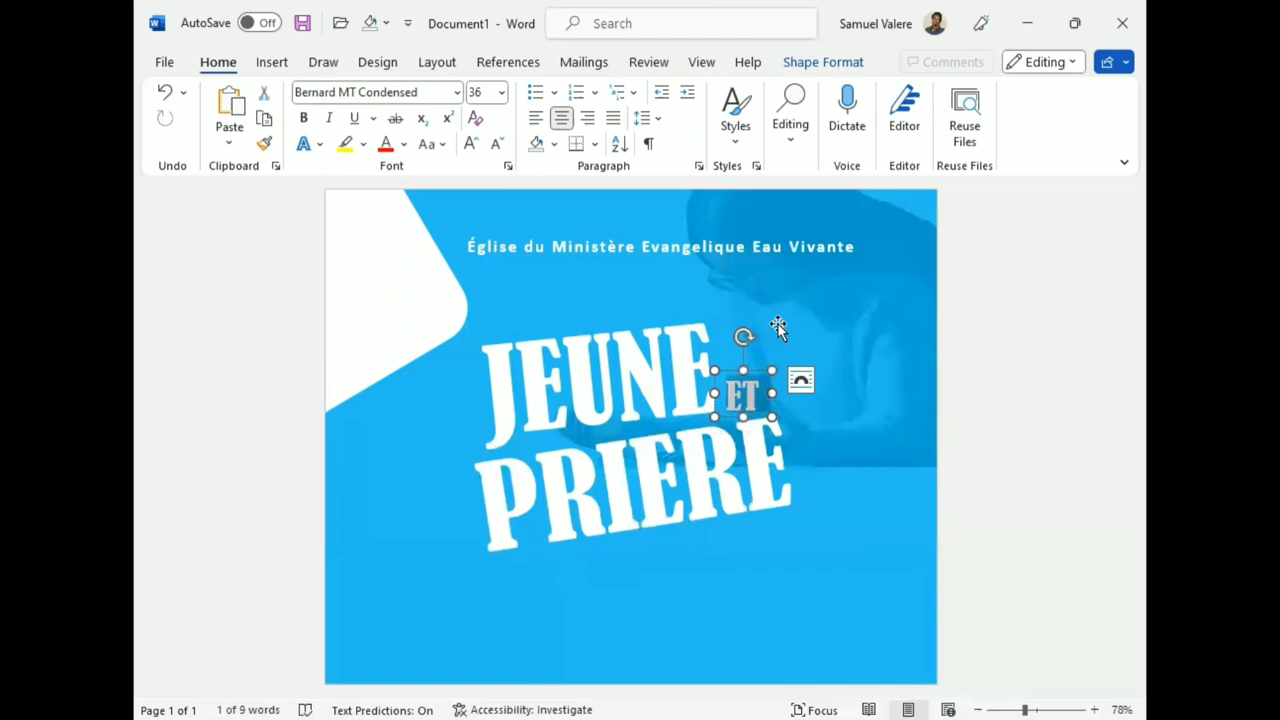 AutoSave Off Document1 - Word Search Samuel Valere
File Home Insert Draw Design Layout References Mailings Review View Help Shape Format Comments Editing
Bernard MT Condensed 36
Paste Styles Editing Dictate Editor Reuse Files
Undo Clipboard Font Paragraph Styles Voice Editor Reuse Files
Église du Ministère Evangelique Eau Vivante
JEUNE
ET
PRIERE
Page 1 of 1 1 of 9 words Text Predictions: On Accessibility: Investigate Focus 78%